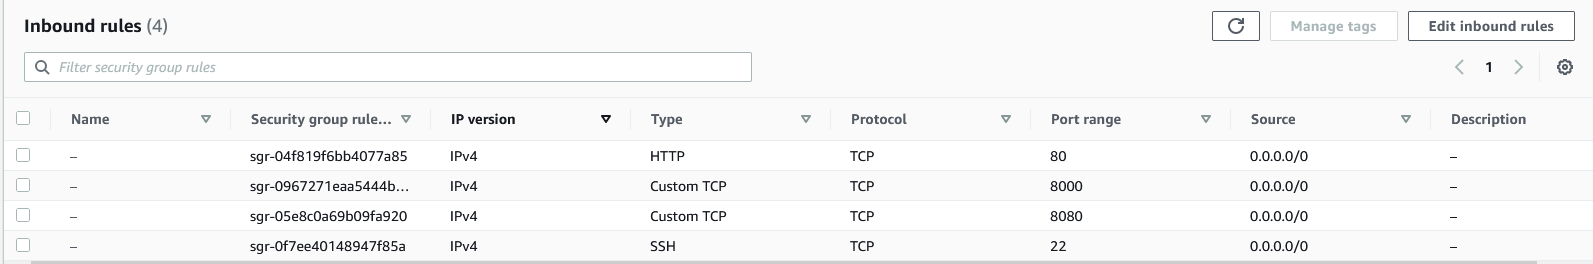 Inbound rules (4)
Manage tags
Edit inbound rules
Filter security group rules
1
Name Security group rule... IP version Type Protocol Port range Source Description
– sgr-04f819f6bb4077a85 IPv4 HTTP TCP 80 0.0.0.0/0 –
– sgr-0967271eaa5444b... IPv4 Custom TCP TCP 8000 0.0.0.0/0 –
– sgr-05e8c0a69b09fa920 IPv4 Custom TCP TCP 8080 0.0.0.0/0 –
– sgr-0f7ee40148947f85a IPv4 SSH TCP 22 0.0.0.0/0 –